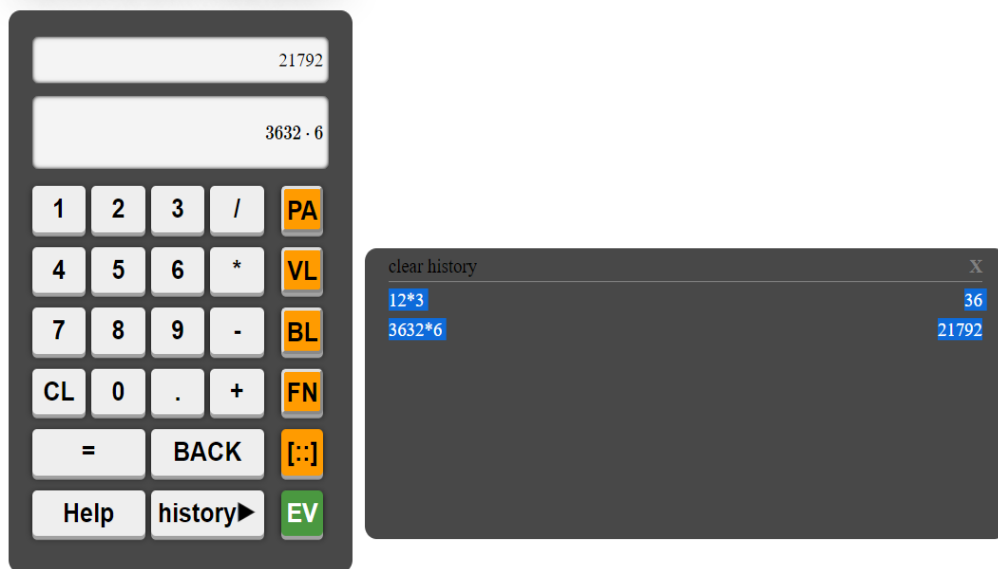 21792
3632 · 6
1 2 3 / PA
4 5 6 * VL
7 8 9 - BL
CL 0 . + FN
= BACK [::]
Help history▶ EV
clear history X
12*3 36
3632*6 21792